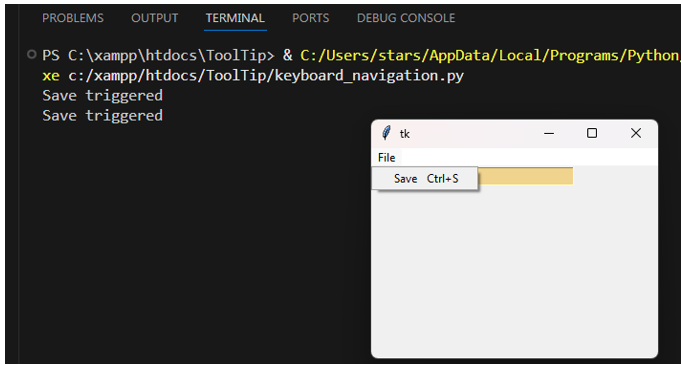 PROBLEMS OUTPUT TERMINAL PORTS DEBUG CONSOLE
PS C:\xampp\htdocs\ToolTip> & C:/Users/stars/AppData/Local/Programs/Python
xe c:/xampp/htdocs/ToolTip/keyboard_navigation.py
Save triggered
Save triggered
tk
File
Save Ctrl+S